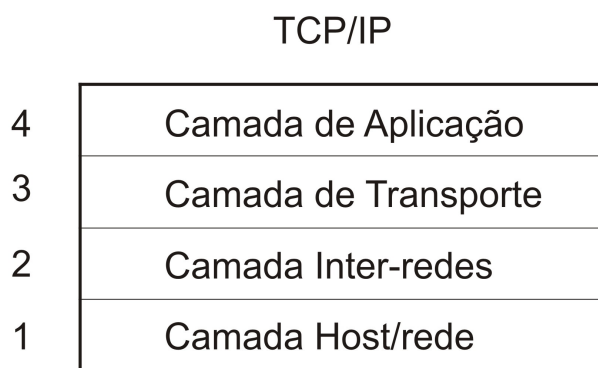 TCP/IP
4 Camada de Aplicação
3 Camada de Transporte
2 Camada Inter-redes
1 Camada Host/rede